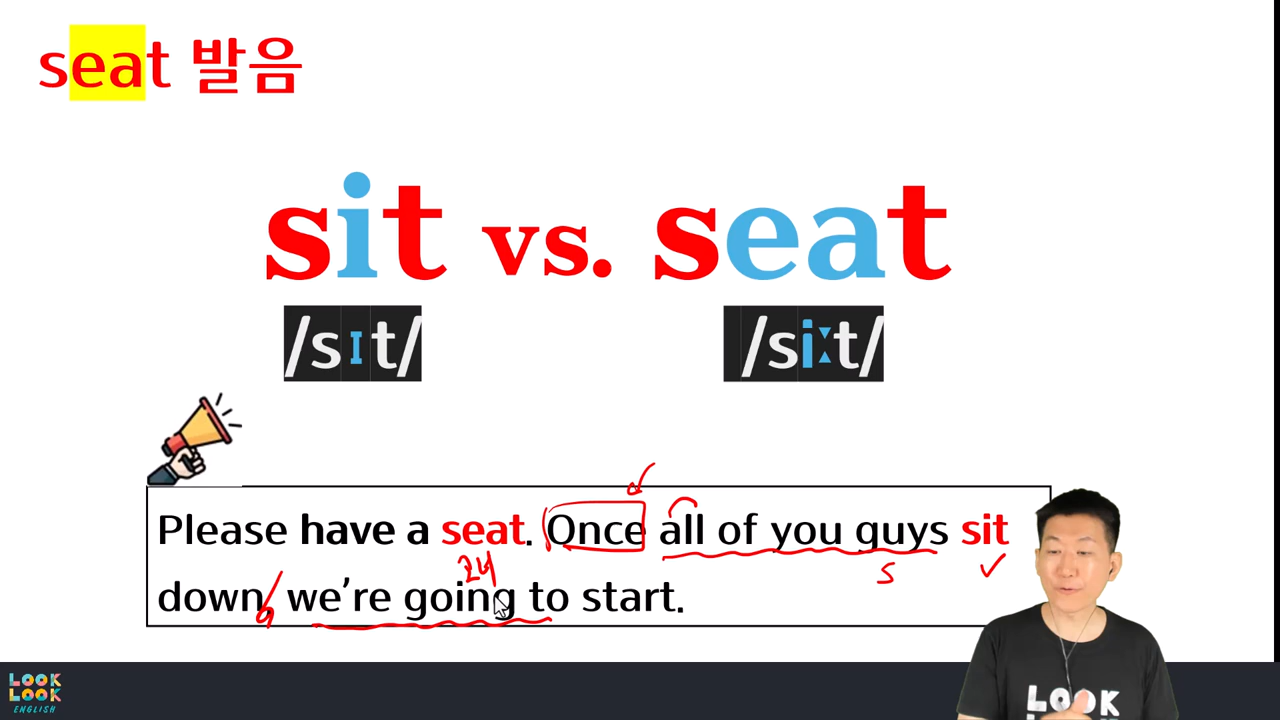 seat 발음
sit vs. seat
/sɪt/ /siːt/
Please have a seat. Once all of you guys sit
s
down, we're going to start.
LOOK
LOOK
ENGLISH
LOOK